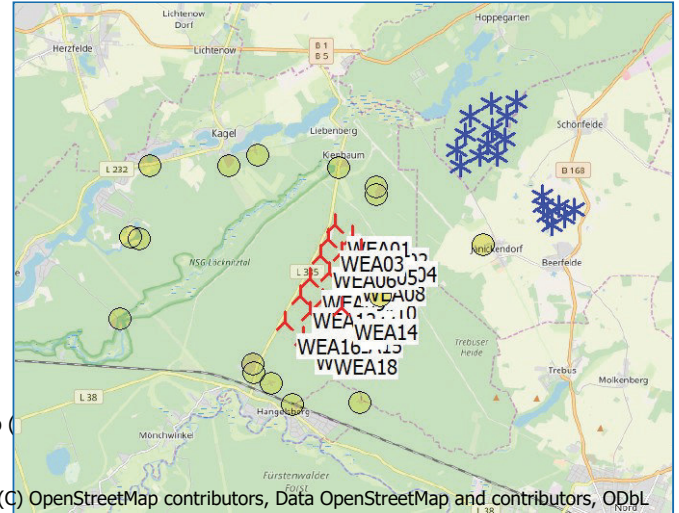 Lichtenow
Dorf
Hoppegarten
Herzfelde
Lichtenow
B 1
B 5
Kagel
Liebenberg
Schönfelde
Kienbaum
L 232
B 168
WEA01
NSG Löcknitztal
WEA03
Jänickendorf
L 385
WEA06
WEA08
Beerfelde
WEA14
Trebuser
Heide
WEA18
Trebus
Molkenberg
L 38
Hangelsberg
Mönchwinkel
Fürstenwalder
Forst
(C) OpenStreetMap contributors, Data OpenStreetMap and contributors, ODbL
Nord